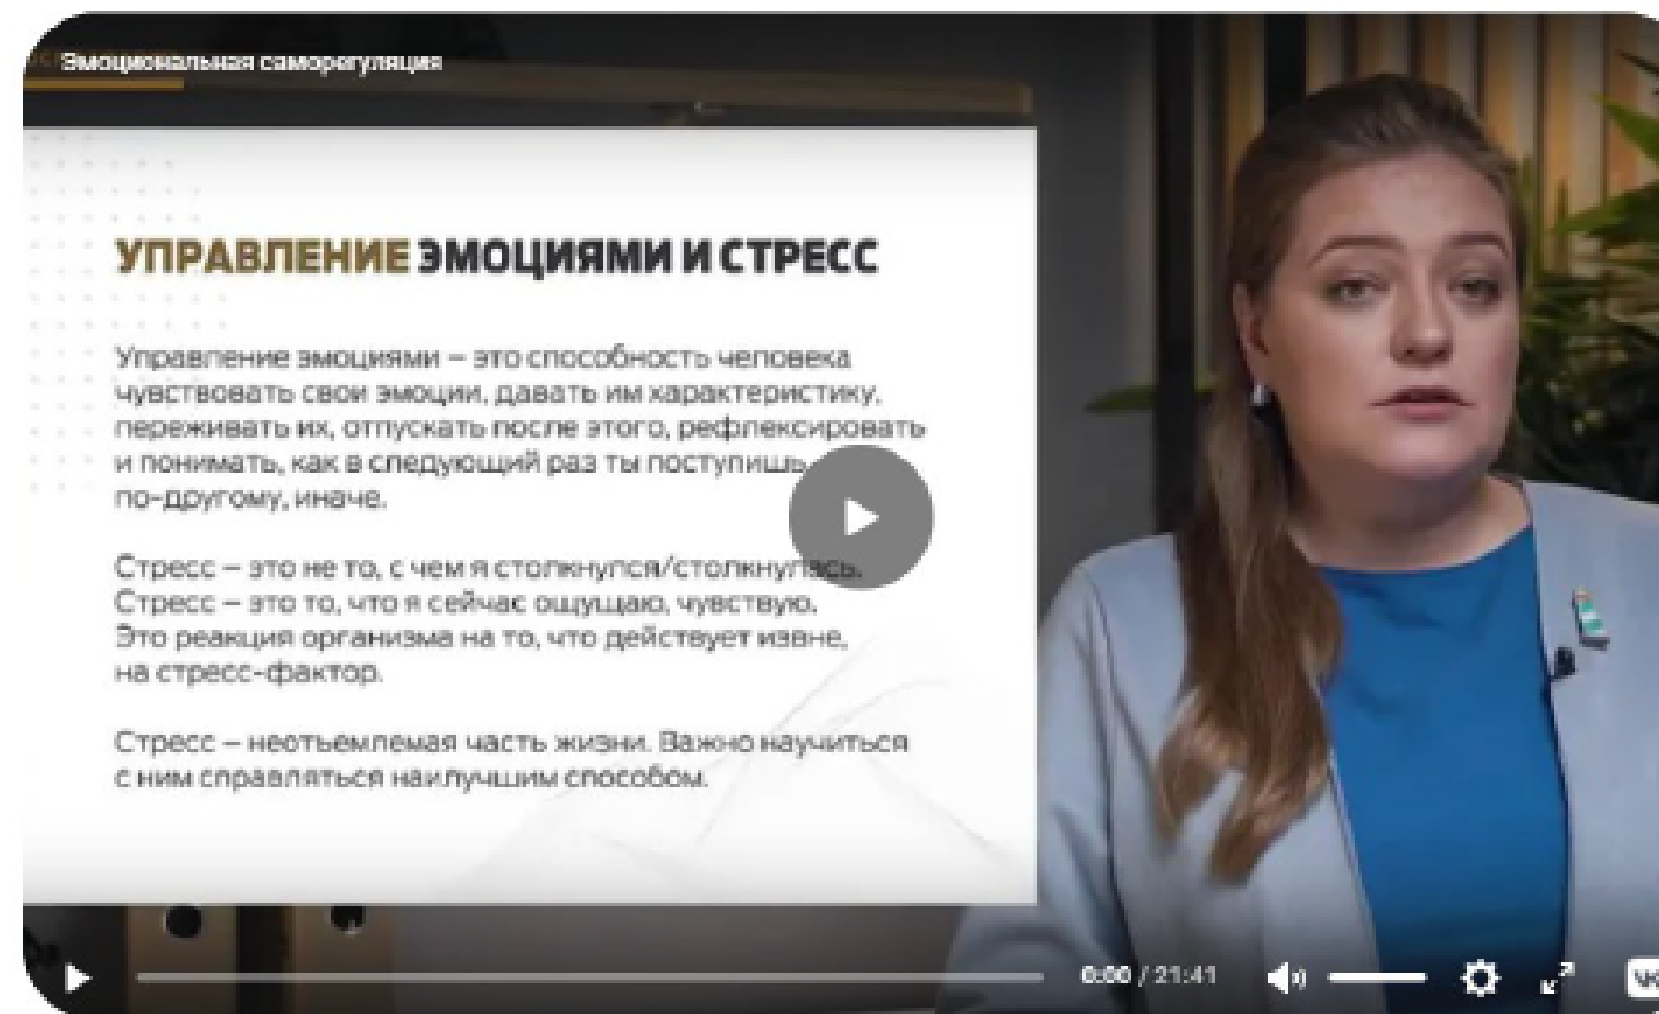 Эмоциональная саморегуляция
УПРАВЛЕНИЕ ЭМОЦИЯМИ И СТРЕСС
Управление эмоциями – это способность человека
чувствовать свои эмоции, давать им характеристику,
переживать их, отпускать после этого, рефлексировать
и понимать, как в следующий раз ты поступишь
по-другому, иначе.
Стресс – это не то, с чем я столкнулся/столкнулась.
Стресс – это то, что я сейчас ощущаю, чувствую.
Это реакция организма на то, что действует извне,
на стресс-фактор.
Стресс – неотъемлемая часть жизни. Важно научиться
с ним справляться наилучшим способом.
0:00 / 21:41